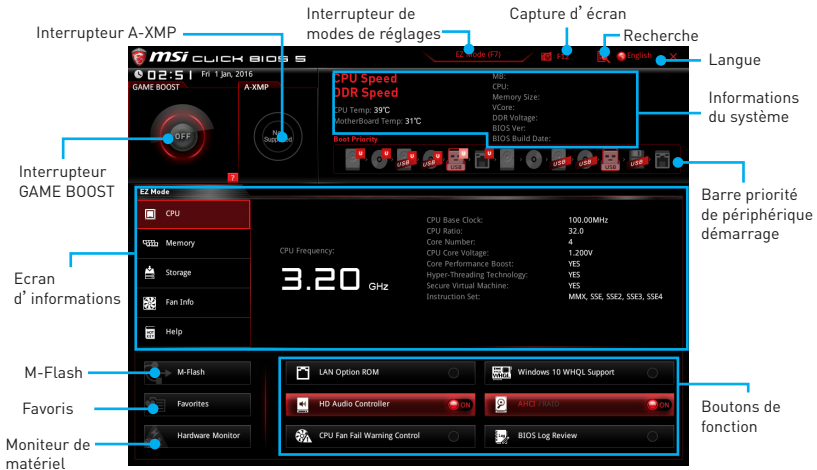 Interrupteur de
modes de réglages
Capture d'écran
Interrupteur A-XMP
Recherche
Langue
msi CLICK BIOS 5
EZ Mode (F7)
F12
English
X
02:51 Fri 1 Jan, 2016
GAME BOOST
A-XMP
OFF
Not
Supported
?
CPU Speed
DDR Speed
CPU Temp: 39°C
MotherBoard Temp: 31°C
MB:
CPU:
Memory Size:
VCore:
DDR Voltage:
BIOS Ver:
BIOS Build Date:
Boot Priority
U U USB USB USB U USB USB USB USB
Informations
du système
Interrupteur
GAME BOOST
Barre priorité
de périphérique
démarrage
EZ Mode
CPU
Memory
Storage
Fan Info
Help
CPU Frequency:
3.20 GHz
CPU Base Clock: 100.00MHz
CPU Ratio: 32.0
Core Number: 4
CPU Core Voltage: 1.200V
Core Performance Boost: YES
Hyper-Threading Technology: YES
Secure Virtual Machine: YES
Instruction Set: MMX, SSE, SSE2, SSE3, SSE4
Ecran
d'informations
M-Flash
Favoris
Moniteur de
matériel
M-Flash
Favorites
Hardware Monitor
LAN Option ROM
Windows 10 WHQL Support
HD Audio Controller ON
AHCI /RAID ON
CPU Fan Fail Warning Control
BIOS Log Review
Boutons de
fonction